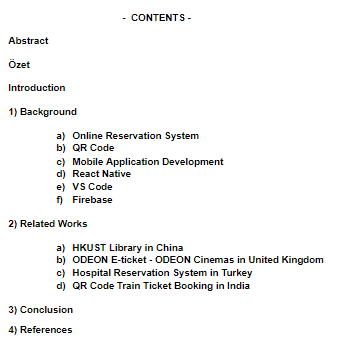 - CONTENTS -
Abstract
Özet
Introduction
1) Background
a) Online Reservation System
b) QR Code
c) Mobile Application Development
d) React Native
e) VS Code
f) Firebase
2) Related Works
a) HKUST Library in China
b) ODEON E-ticket - ODEON Cinemas in United Kingdom
c) Hospital Reservation System in Turkey
d) QR Code Train Ticket Booking in India
3) Conclusion
4) References